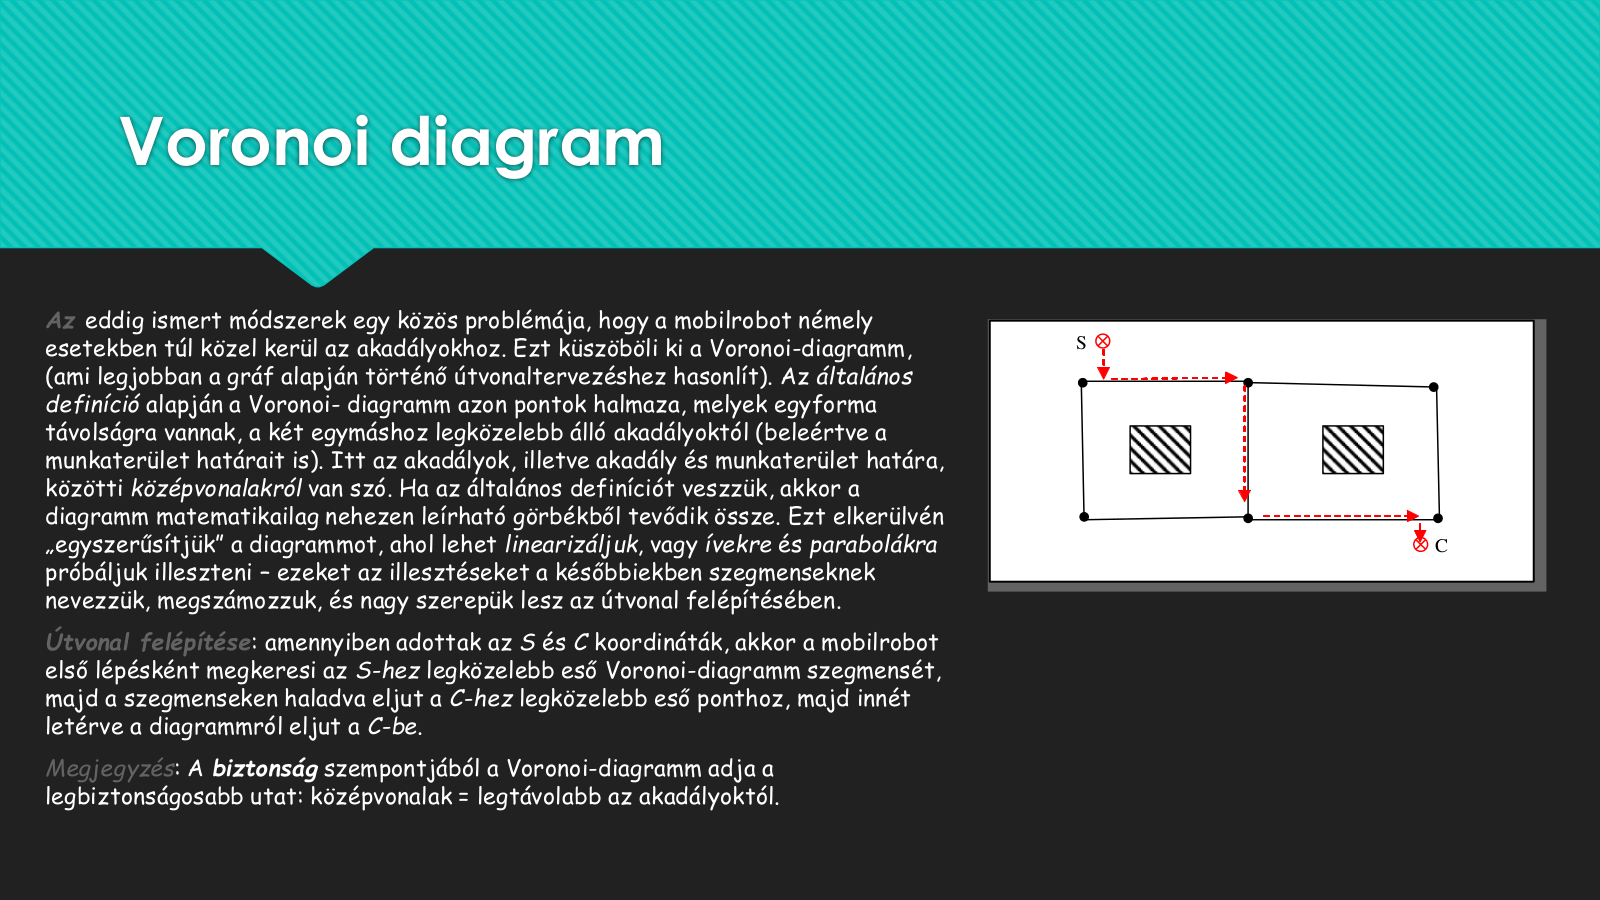 Voronoi diagram
Az eddig ismert módszerek egy közös problémája, hogy a mobilrobot némely
esetekben túl közel kerül az akadályokhoz. Ezt küszöböli ki a Voronoi-diagramm,
(ami legjobban a gráf alapján történő útvonaltervezéshez hasonlít). Az általános
definíció alapján a Voronoi- diagramm azon pontok halmaza, melyek egyforma
távolságra vannak, a két egymáshoz legközelebb álló akadályoktól (beleértve a
munkaterület határait is). Itt az akadályok, illetve akadály és munkaterület határa,
közötti középvonalakról van szó. Ha az általános definíciót vesszük, akkor a
diagramm matematikailag nehezen leírható görbékből tevődik össze. Ezt elkerülvén
„egyszerűsítjük” a diagrammot, ahol lehet linearizáljuk, vagy ívekre és parabolákra
próbáljuk illeszteni – ezeket az illesztéseket a későbbiekben szegmenseknek
nevezzük, megszámozzuk, és nagy szerepük lesz az útvonal felépítésében.
Útvonal felépítése: amennyiben adottak az S és C koordináták, akkor a mobilrobot
első lépésként megkeresi az S-hez legközelebb eső Voronoi-diagramm szegmensét,
majd a szegmenseken haladva eljut a C-hez legközelebb eső ponthoz, majd innét
letérve a diagrammról eljut a C-be.
Megjegyzés: A biztonság szempontjából a Voronoi-diagramm adja a
legbiztonságosabb utat: középvonalak = legtávolabb az akadályoktól.
S
C